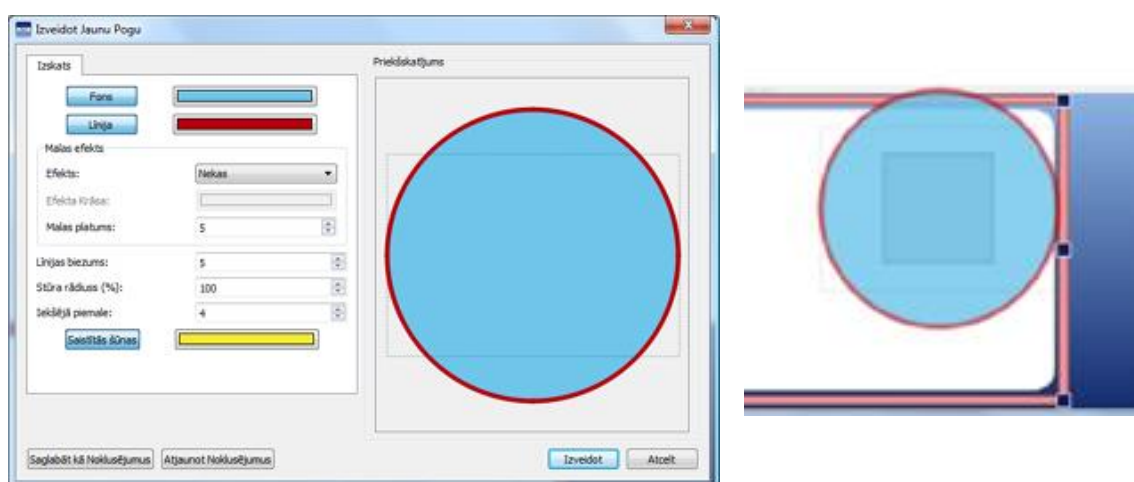 Izveidot Jaunu Pogu
Izskats
Fons
Līnija
Malas efekts
Efekts: Nekas
Efekta Krāsa:
Malas platums: 5
Līnijas biezums: 5
Stūra rādiuss (%): 100
Iekšējā piemale: 4
Saistītās šūnas
Priekšskatījums
Saglabāt kā Noklusējumus Atjaunot Noklusējumus Izveidot Atcelt